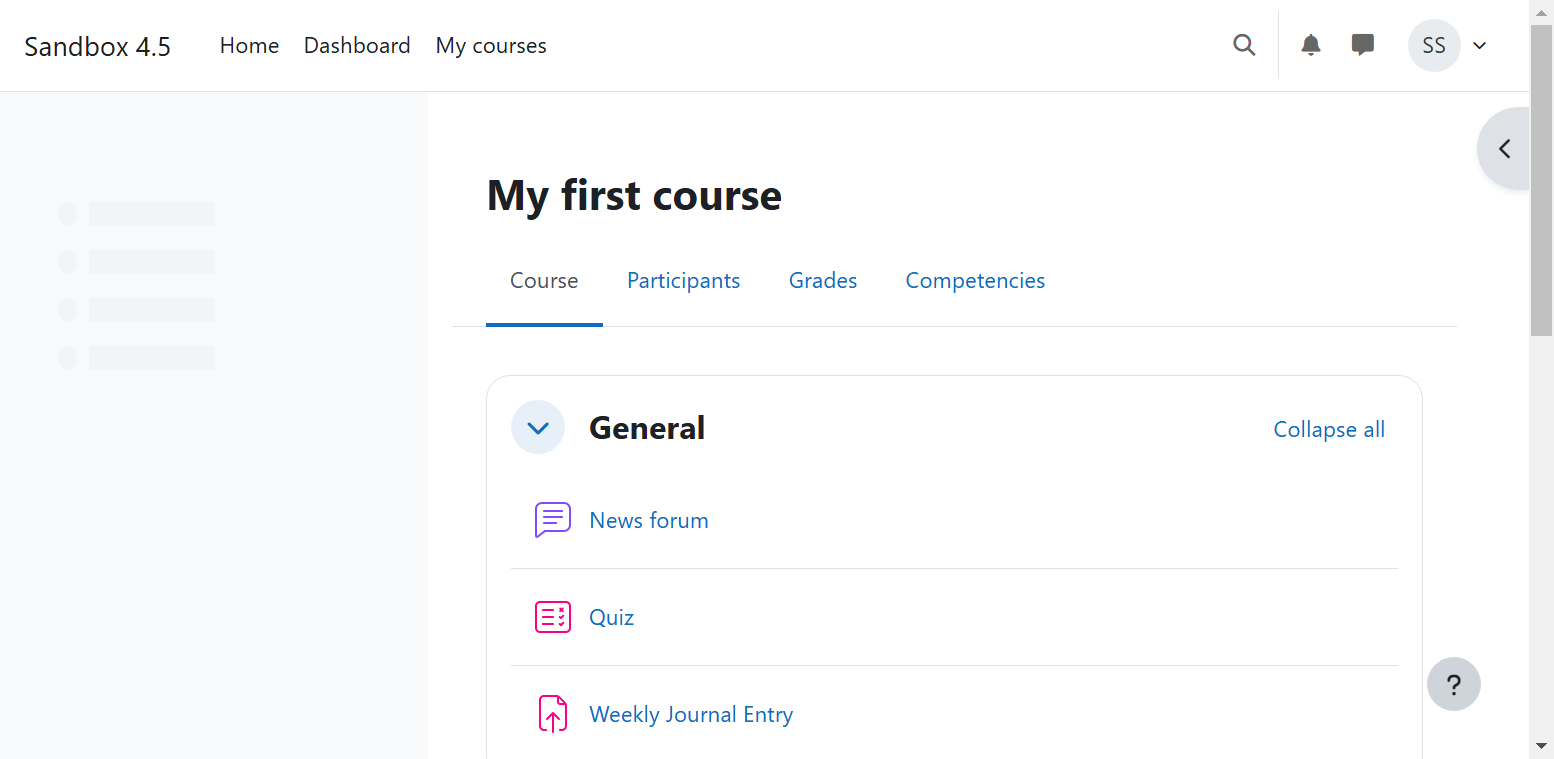 Sandbox 4.5 Home Dashboard My courses SS
My first course
Course Participants Grades Competencies
General Collapse all
News forum
Quiz
?
Weekly Journal Entry